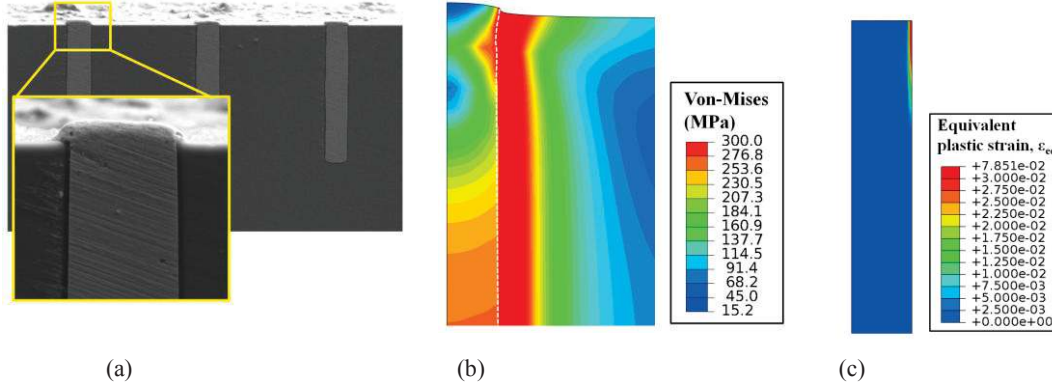 Von-Mises
(MPa)
300.0
276.8
253.6
230.5
207.3
184.1
160.9
137.7
114.5
91.4
68.2
45.0
15.2
Equivalent
plastic strain,
+7.851e-02
+3.000e-02
+2.750e-02
+2.500e-02
+2.250e-02
+2.000e-02
+1.750e-02
+1.500e-02
+1.250e-02
+1.000e-02
+7.500e-03
+5.000e-03
+2.500e-03
+0.000e+00
(a)
(b)
(c)